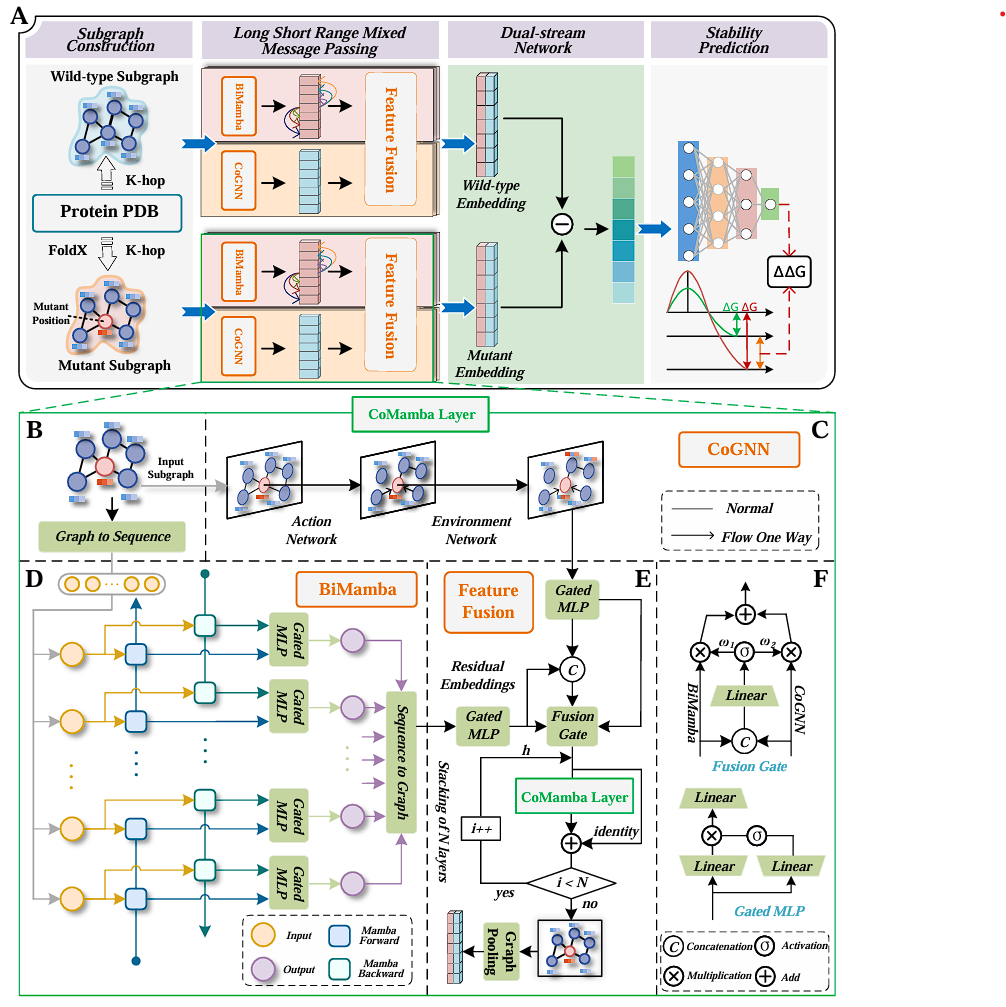 A
Subgraph
Construction
Long Short Range Mixed
Message Passing
Dual-stream
Network
Stability
Prediction
Wild-type Subgraph
K-hop
Protein PDB
FoldX
K-hop
Mutant
Position
Mutant Subgraph
BiMamba
CoGNN
Feature Fusion
BiMamba
CoGNN
Feature Fusion
Wild-type
Embedding
Mutant
Embedding
ΔΔG
ΔG ΔG
CoMamba Layer
B
Input
Subgraph
Graph to Sequence
C
CoGNN
Action
Network
Environment
Network
Normal
Flow One Way
D
BiMamba
Gated
MLP
Gated
MLP
Gated
MLP
Gated
MLP
Sequence to Graph
Input
Mamba
Forward
Output
Mamba
Backward
E
Feature
Fusion
Gated
MLP
C
Residual
Embeddings
Gated
MLP
Fusion
Gate
h
CoMamba Layer
i++
identity
Stacking of N layers
i < N
yes
no
Graph
Pooling
F
ω1
σ
ω2
BiMamba
Linear
CoGNN
C
Fusion Gate
Linear
σ
Linear
Linear
Gated MLP
C Concatenation
σ Activation
Multiplication
Add